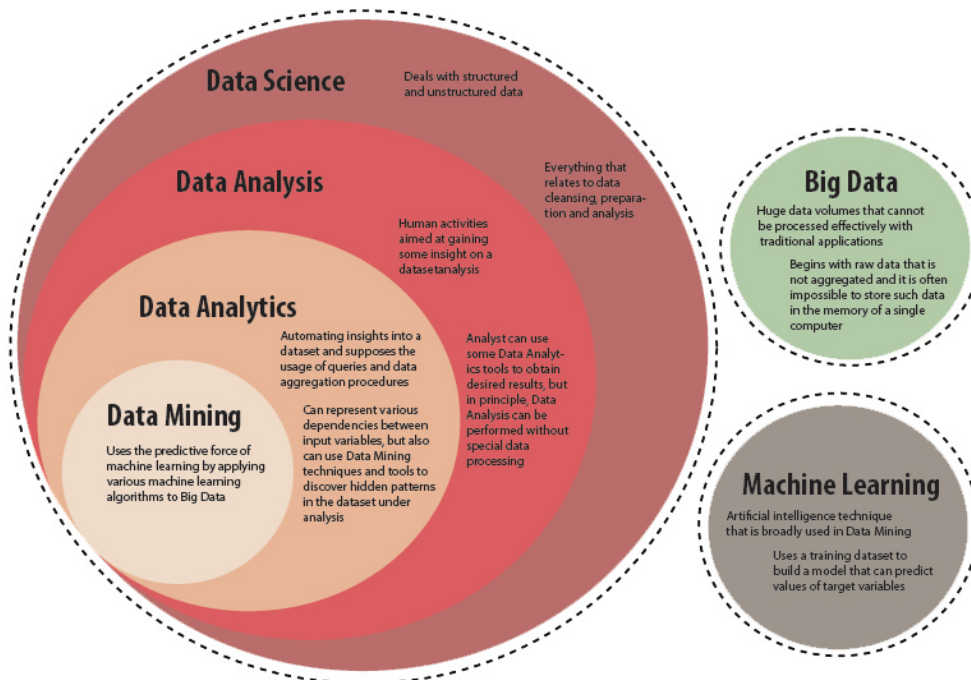 Data Science
Deals with structured
and unstructured data
Data Analysis
Everything that
relates to data
cleansing, prepara-
tion and analysis
Human activities
aimed at gaining
some insight on a
datasetanalysis
Data Analytics
Automating insights into a
dataset and supposes the
usage of queries and data
aggregation procedures
Analyst can use
some Data Analyt-
ics tools to obtain
desired results, but
in principle, Data
Analysis can be
performed without
special data
processing
Data Mining
Uses the predictive force of
machine learning by applying
various machine learning
algorithms to Big Data
Can represent various
dependencies between
input variables, but also
can use Data Mining
techniques and tools to
discover hidden patterns
in the dataset under
analysis
Big Data
Huge data volumes that cannot
be processed effectively with
traditional applications
Begins with raw data that is
not aggregated and it is often
impossible to store such data
in the memory of a single
computer
Machine Learning
Artificial intelligence technique
that is broadly used in Data Mining
Uses a training dataset to
build a model that can predict
values of target variables